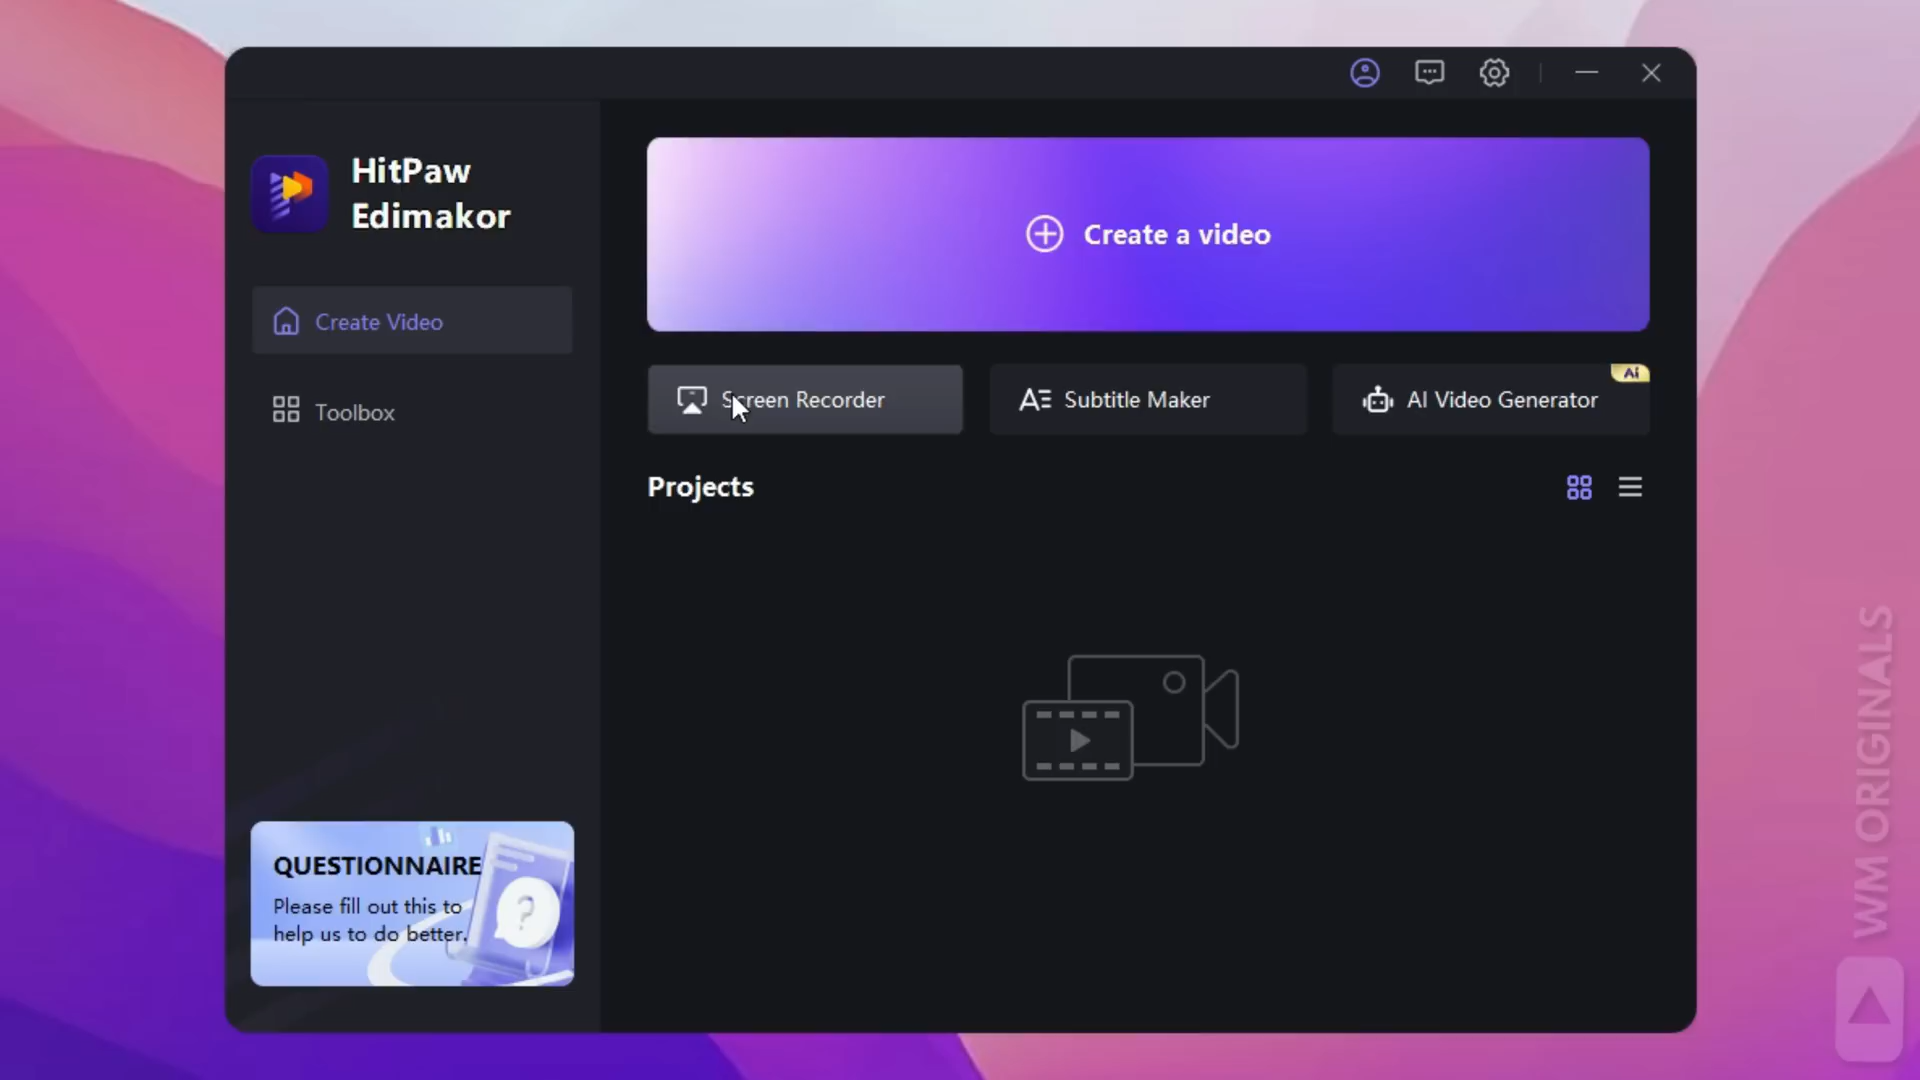 HitPaw
Edimakor
Create Video
Toolbox
QUESTIONNAIRE
Please fill out this to
help us to do better.
Create a video
Screen Recorder
Subtitle Maker
AI Video Generator
Ai
Projects
WM ORIGINALS